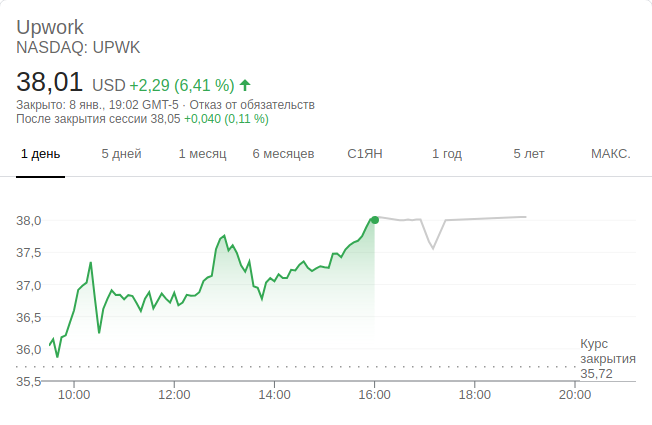 Upwork
NASDAQ: UPWK
38,01 USD +2,29 (6,41 %)
Закрыто: 8 янв., 19:02 GMT-5 · Отказ от обязательств
После закрытия сессии 38,05 +0,040 (0,11 %)
1 день 5 дней 1 месяц 6 месяцев С1ЯН 1 год 5 лет МАКС.
38,0
37,5
37,0
36,5
36,0
35,5
Курс
закрытия
35,72
10:00 12:00 14:00 16:00 18:00 20:00